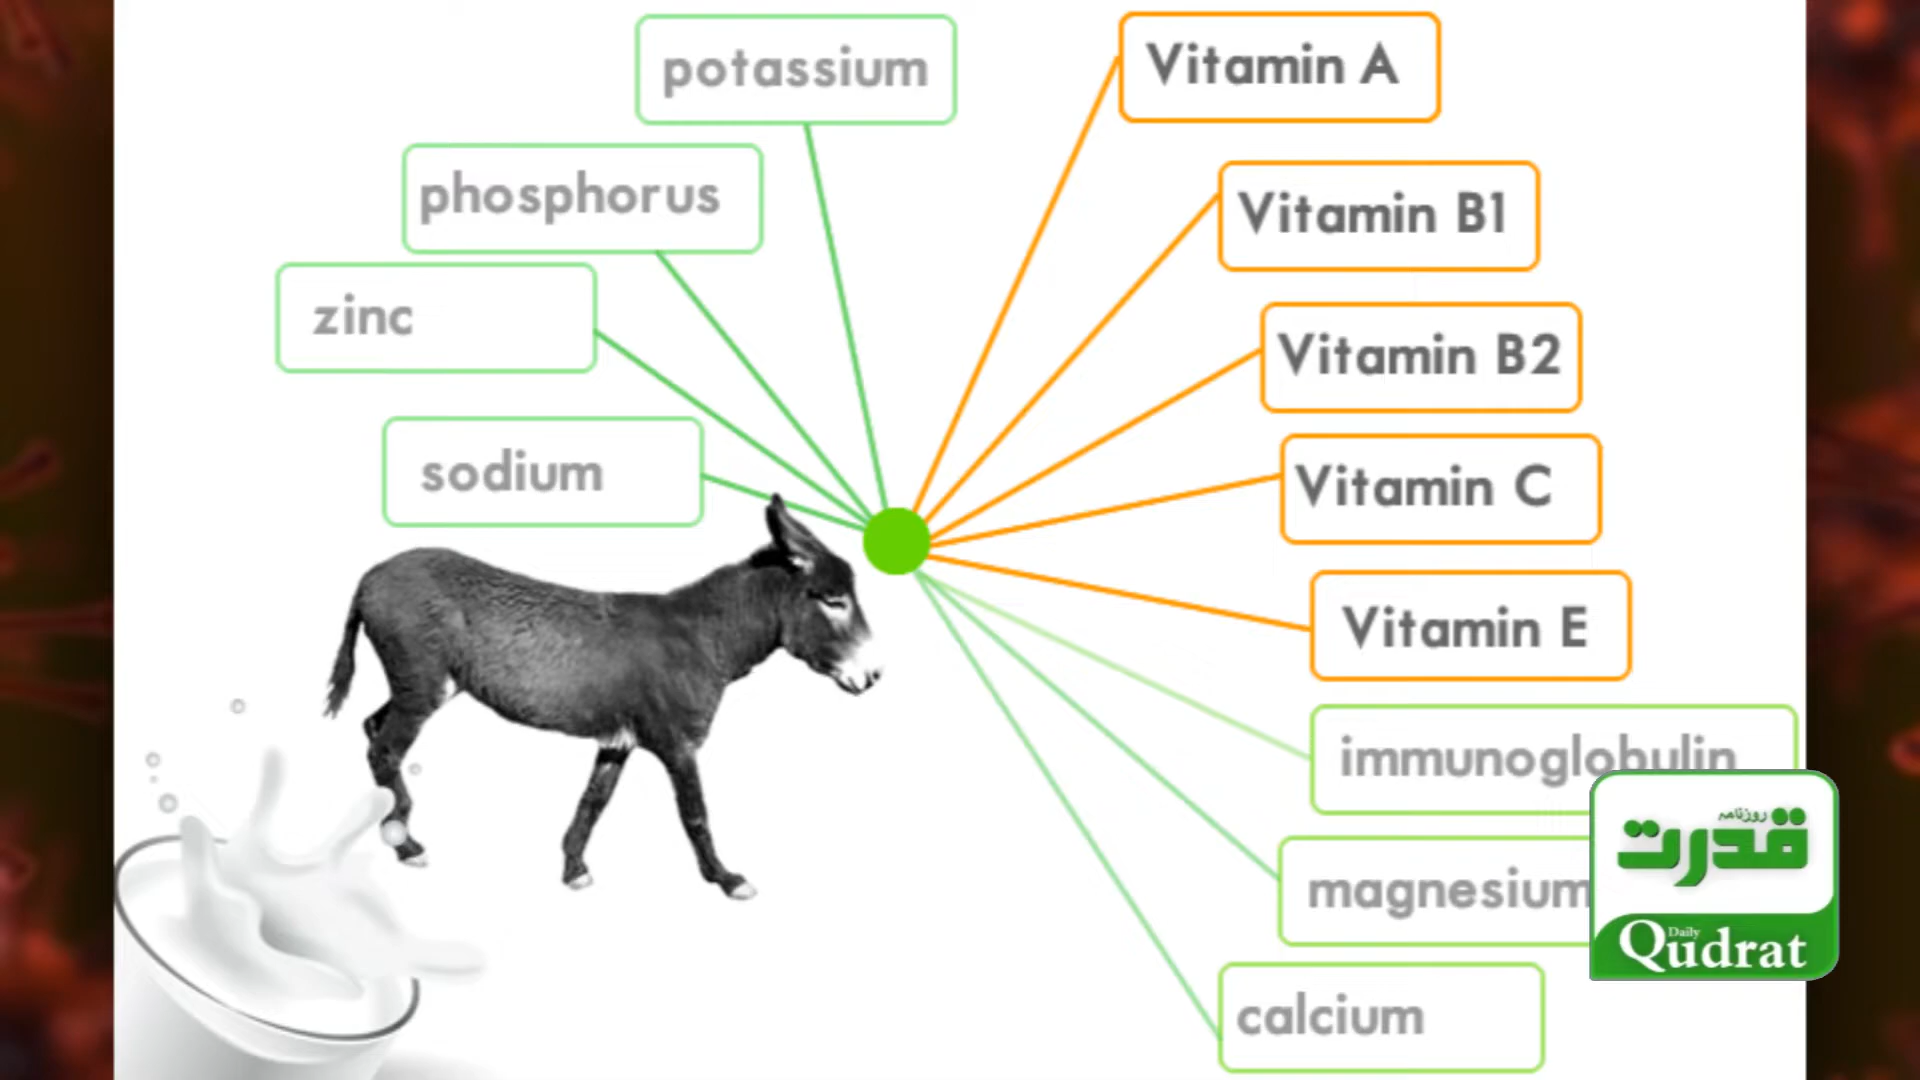 potassium
Vitamin A
phosphorus
Vitamin B1
zinc
Vitamin B2
sodium
Vitamin C
Vitamin E
immunoglobulin
magnesium
calcium
روزنامہ
قدرت
Daily
Qudrat